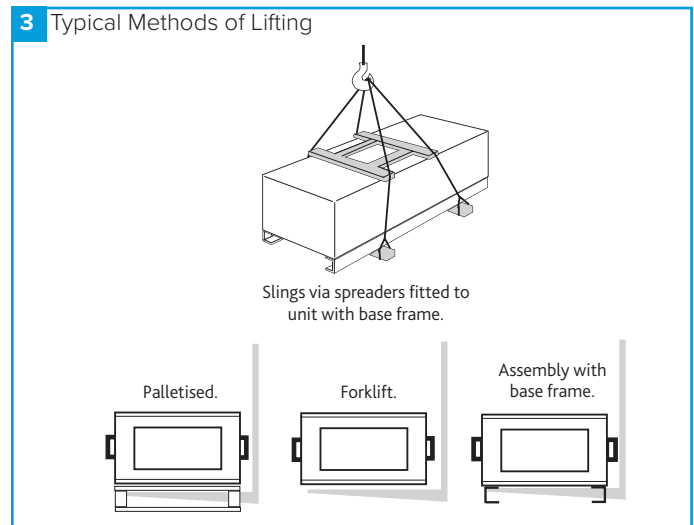 3 Typical Methods of Lifting
Slings via spreaders fitted to
unit with base frame.
Palletised.
Forklift.
Assembly with
base frame.